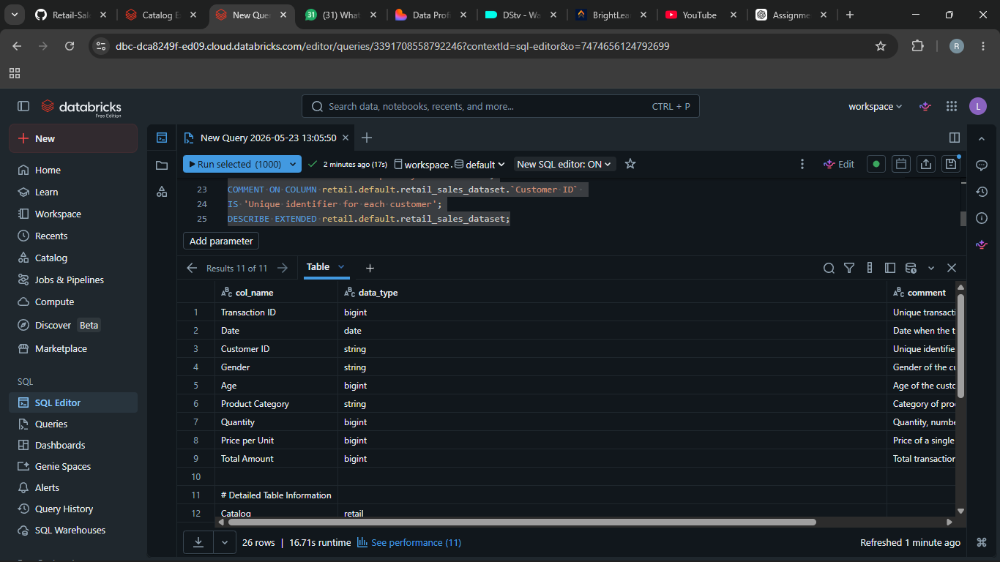 Retail-Sal
Catalog E
New Que
(31) What
Data Prof
DStv - Wa
BrightLea
YouTube
Assignme
dbc-dca8249f-ed09.cloud.databricks.com/editor/queries/3391708558792246?contextId=sql-editor&o=7474656124792699
R
databricks
Free Edition
Search data, notebooks, recents, and more...
CTRL + P
workspace
L
New
New Query 2026-05-23 13:05:50
Run selected (1000)
2 minutes ago (17s)
workspace.
default
New SQL editor: ON
Edit
Home
Learn
Workspace
Recents
Catalog
Jobs & Pipelines
Compute
Discover Beta
Marketplace
SQL
SQL Editor
Queries
Dashboards
Genie Spaces
Alerts
Query History
SQL Warehouses
23 COMMENT ON COLUMN retail.default.retail_sales_dataset.`Customer ID`
24 IS 'Unique identifier for each customer';
25 DESCRIBE EXTENDED retail.default.retail_sales_dataset;
Add parameter
Results 11 of 11
Table
col_name data_type comment
1 Transaction ID bigint Unique transacti
2 Date date Date when the t
3 Customer ID string Unique identifie
4 Gender string Gender of the cu
5 Age bigint Age of the custo
6 Product Category string Category of pro
7 Quantity bigint Quantity, numbe
8 Price per Unit bigint Price of a single
9 Total Amount bigint Total transaction
10
11 # Detailed Table Information
12 Catalog retail
26 rows | 16.71s runtime
See performance (11)
Refreshed 1 minute ago